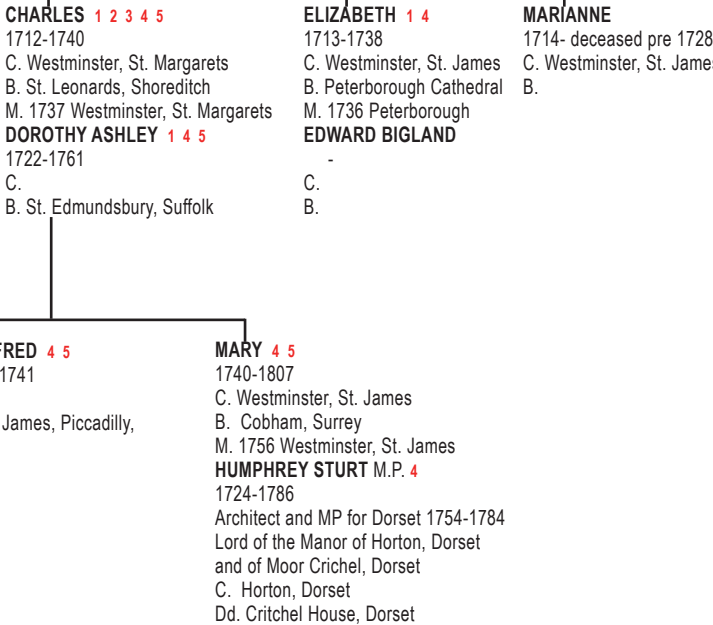 CHARLES 1 2 3 4 5
1712-1740
C. Westminster, St. Margarets
B. St. Leonards, Shoreditch
M. 1737 Westminster, St. Margarets
DOROTHY ASHLEY 1 4 5
1722-1761
C.
B. St. Edmundsbury, Suffolk
ELIZABETH 1 4
1713-1738
C. Westminster, St. James
B. Peterborough Cathedral
M. 1736 Peterborough
EDWARD BIGLAND
-
C.
B.
MARIANNE
1714- deceased pre 1728
C. Westminster, St. James
B.
FRED 4 5
1741
James, Piccadilly,
MARY 4 5
1740-1807
C. Westminster, St. James
B. Cobham, Surrey
M. 1756 Westminster, St. James
HUMPHREY STURT M.P. 4
1724-1786
Architect and MP for Dorset 1754-1784
Lord of the Manor of Horton, Dorset
and of Moor Crichel, Dorset
C. Horton, Dorset
Dd. Critchel House, Dorset